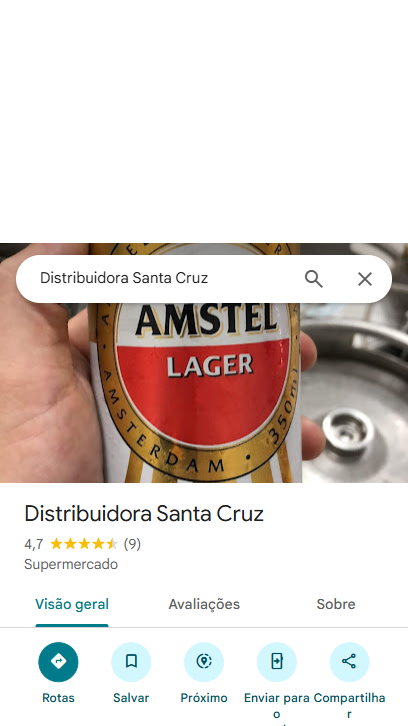 Distribuidora Santa Cruz
AMSTEL
LAGER
AMSTERDAM • 350ml
Distribuidora Santa Cruz
4,7 (9)
Supermercado
Visão geral Avaliações Sobre
Rotas Salvar Próximo Enviar para o Compartilhar